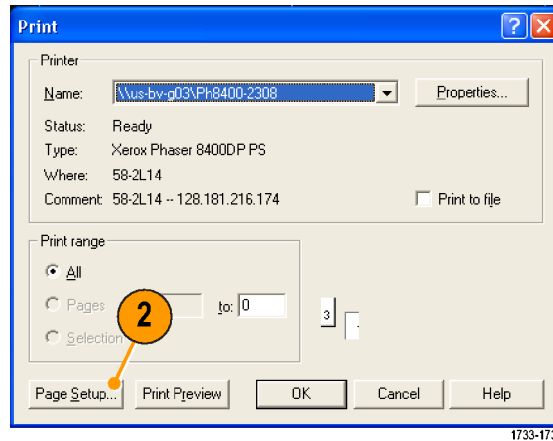 Print
Printer
Name: \\us-bv-g03\Ph8400-2308 Properties...
Status: Ready
Type: Xerox Phaser 8400DP PS
Where: 58-2L14
Comment: 58-2L14 -- 128.181.216.174 Print to file
Print range
All
Pages to: 0
Selection
2
3
Page Setup... Print Preview OK Cancel Help
1733-173